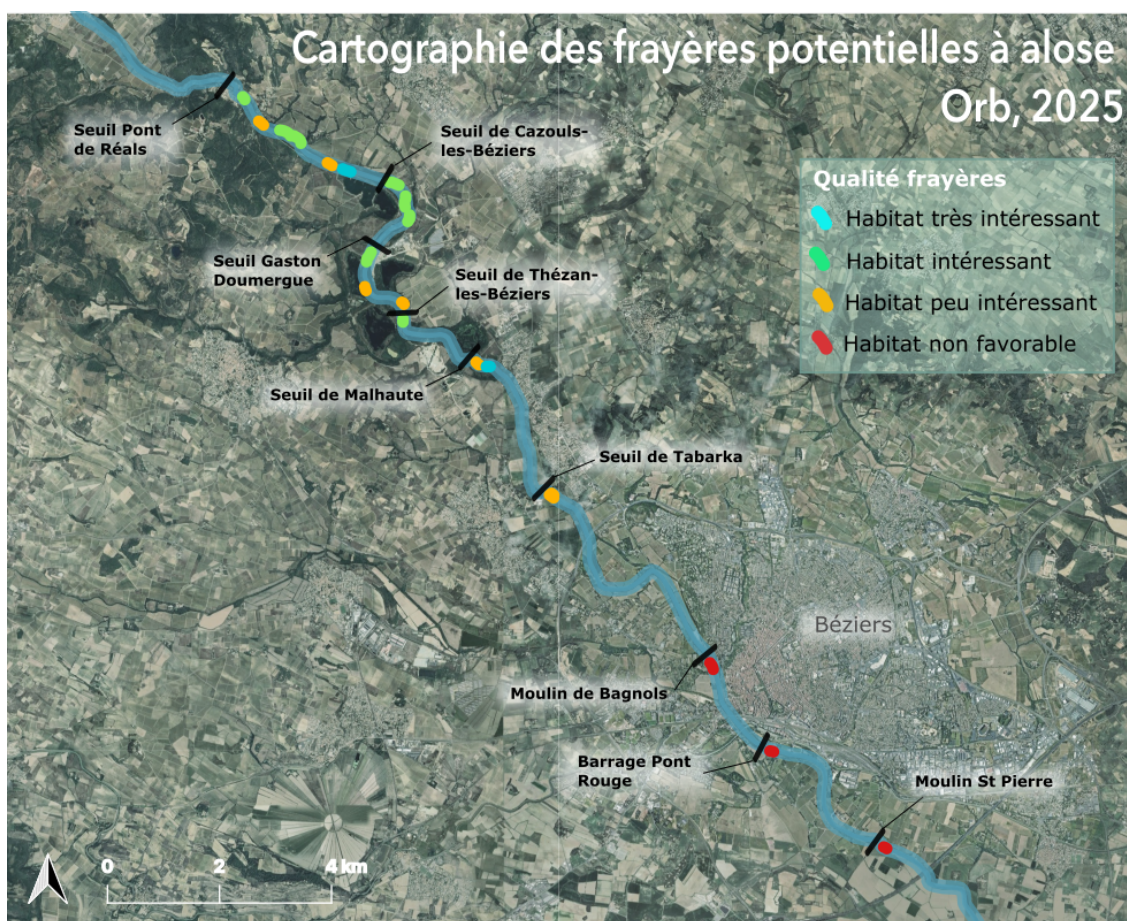 Cartographie des frayères potentielles à alose
Orb, 2025
Seuil Pont
de Réals
Seuil de Cazouls-
les-Béziers
Qualité frayères
Habitat très intéressant
Habitat intéressant
Habitat peu intéressant
Habitat non favorable
Seuil Gaston
Doumergue
Seuil de Thézan-
les-Béziers
Seuil de Malhaute
Seuil de Tabarka
Béziers
Moulin de Bagnols
Barrage Pont
Rouge
Moulin St Pierre
0 2 4 km